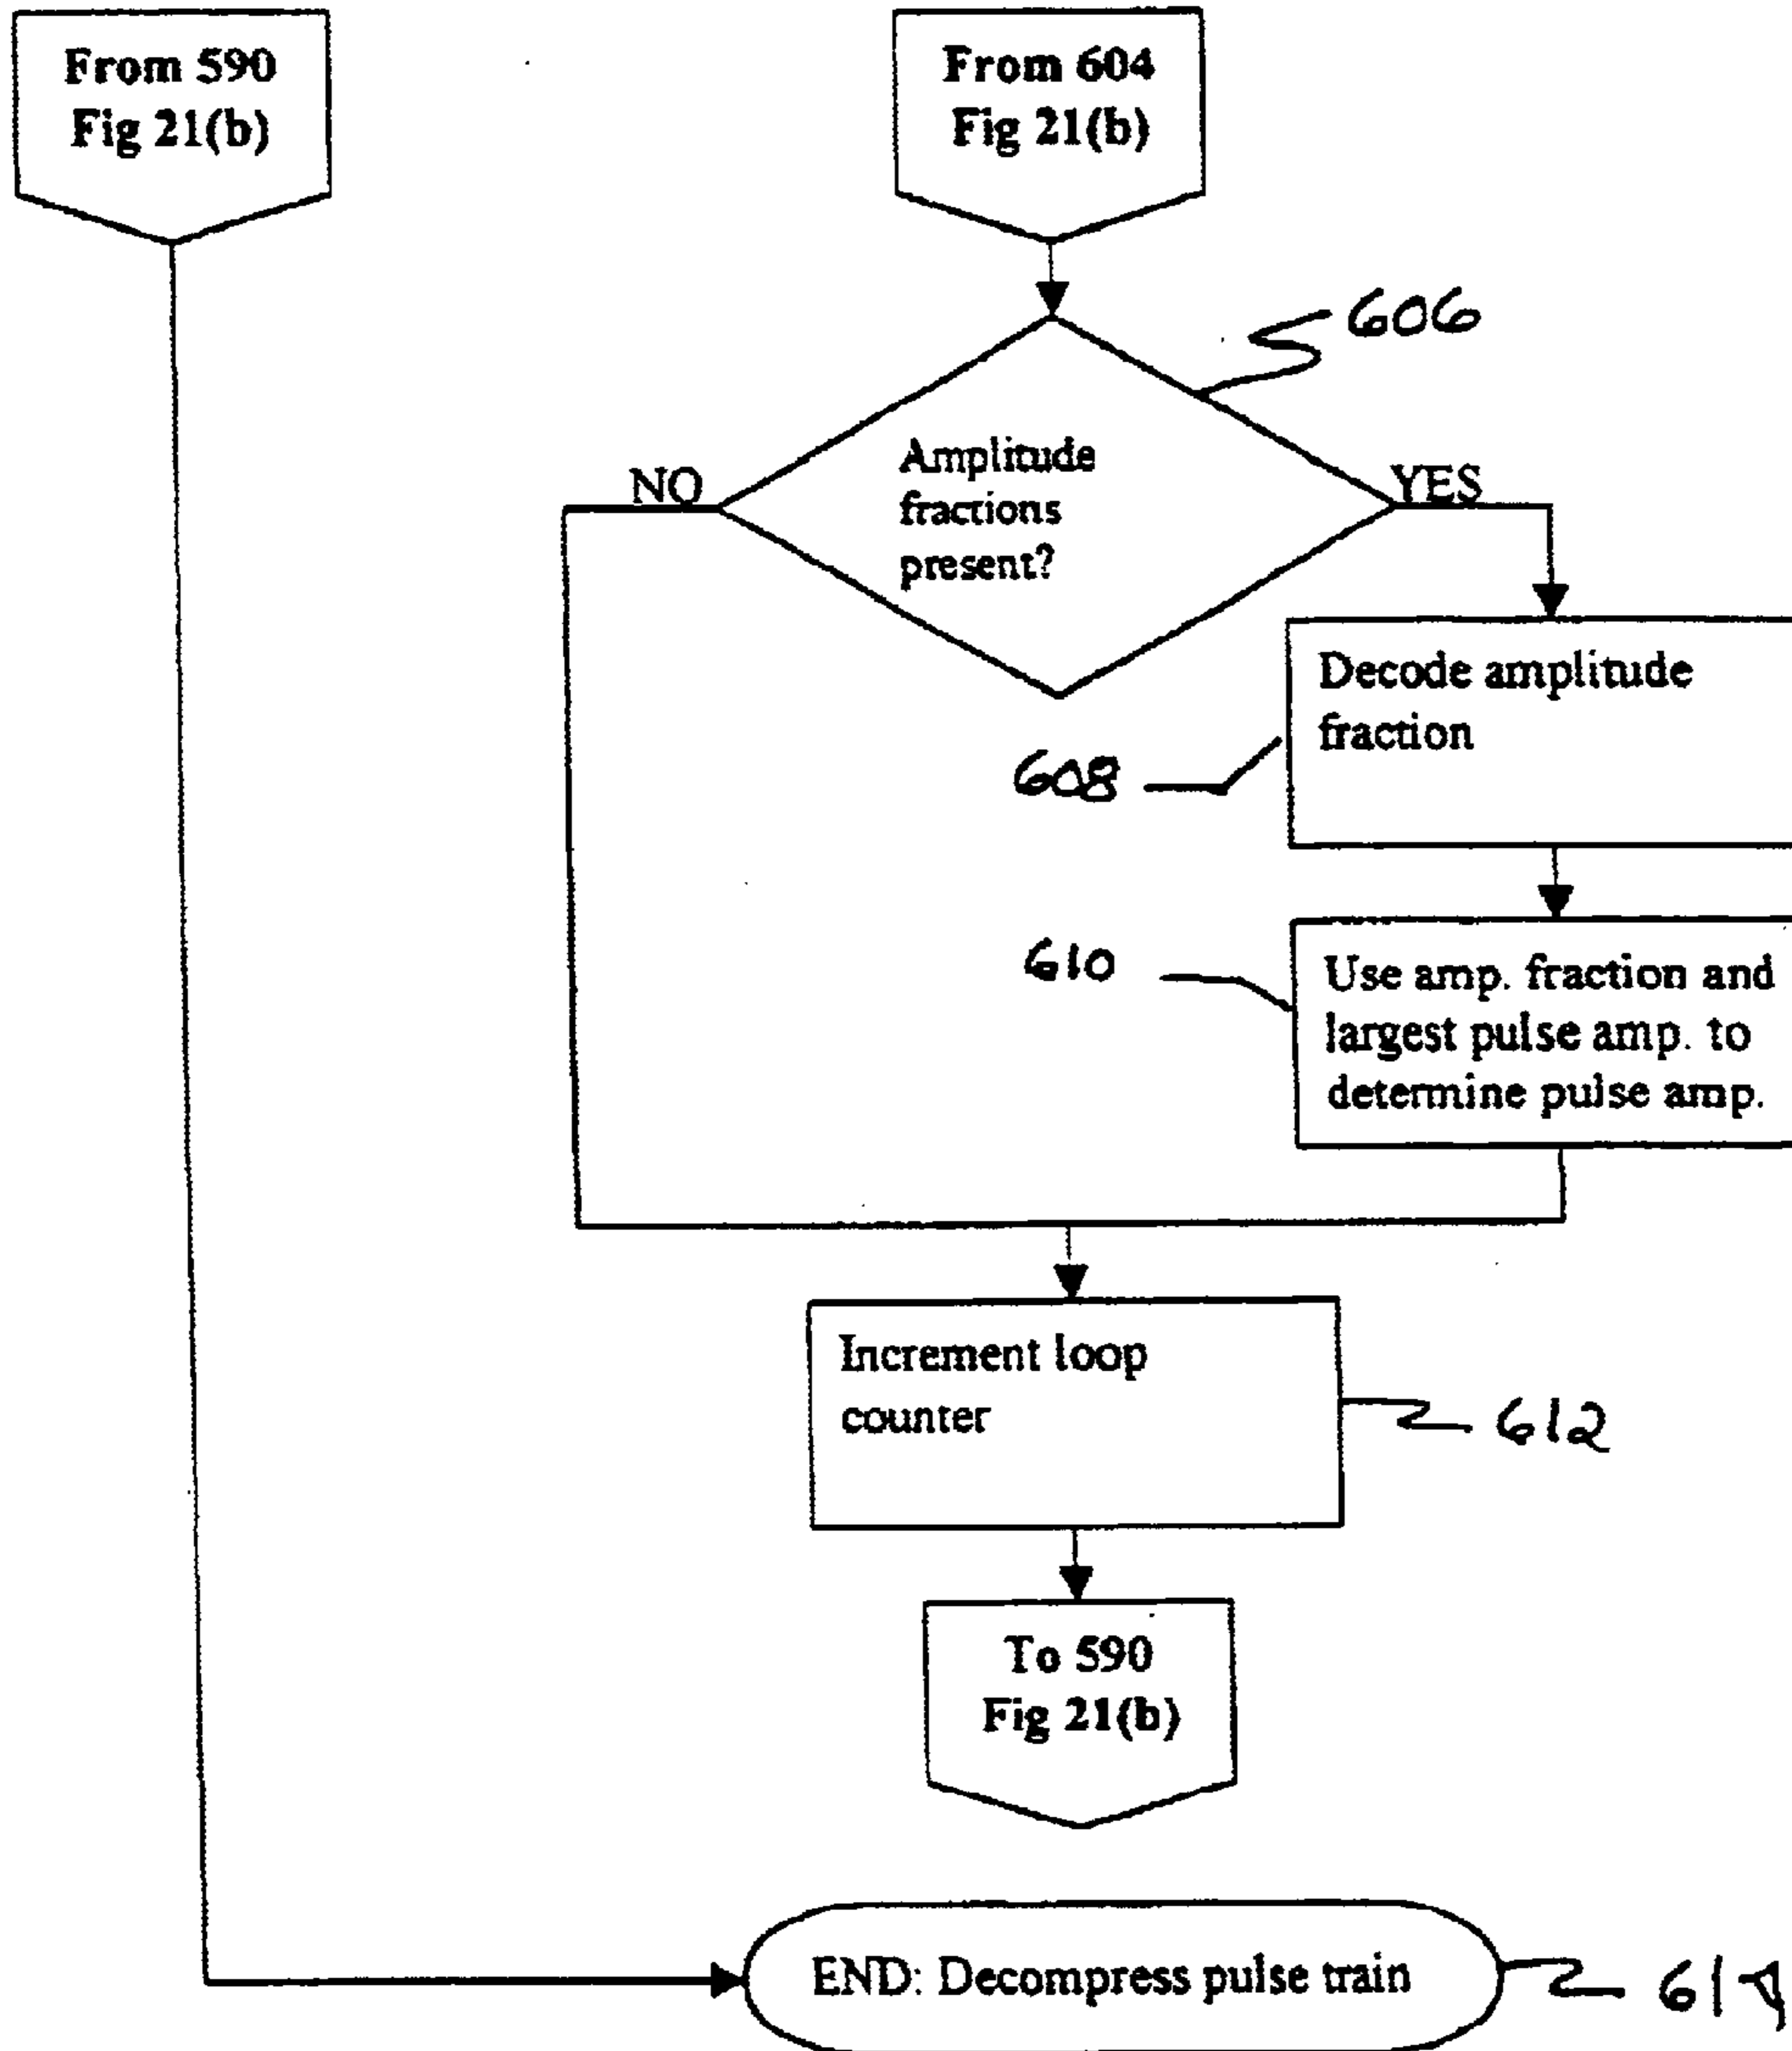 From 590
Fig 21(b)
From 604
Fig 21(b)
606
Amplitude
fractions
present?
NO
YES
Decode amplitude
fraction
608
610
Use amp. fraction and
largest pulse amp. to
determine pulse amp.
Increment loop
counter
612
To 590
Fig 21(b)
END: Decompress pulse train
614